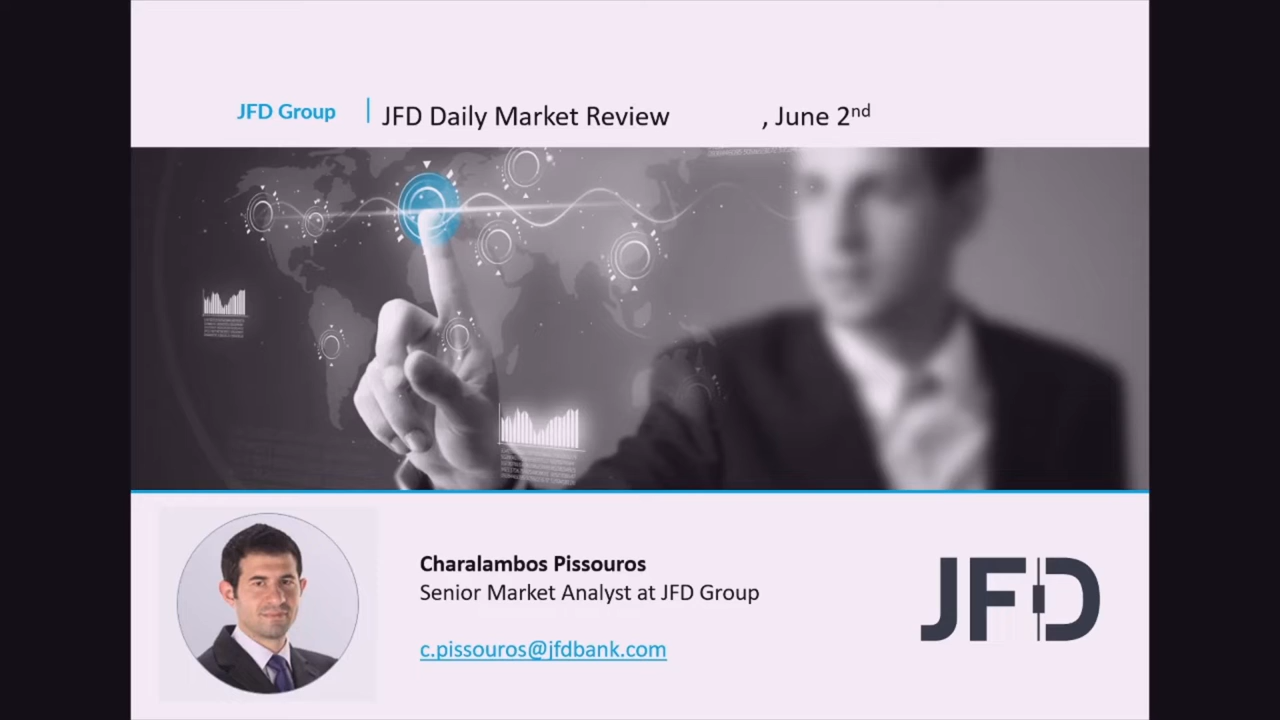 JFD Group | JFD Daily Market Review , June 2nd
Charalambos Pissouros
Senior Market Analyst at JFD Group
c.pissouros@jfdbank.com
JFD